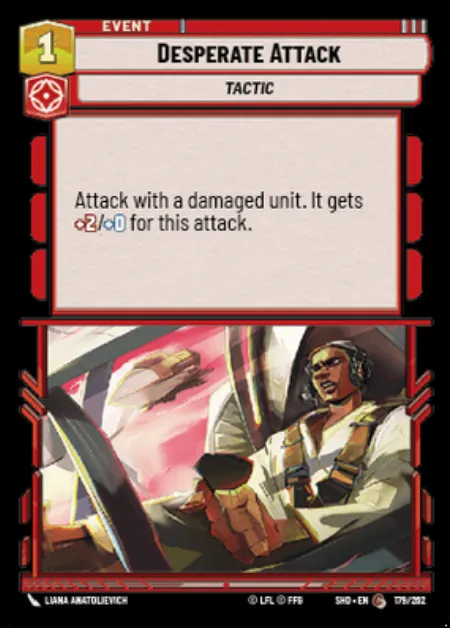 EVENT
1
DESPERATE ATTACK
TACTIC
Attack with a damaged unit. It gets
+2/+0 for this attack.
LIANA ANATOLIEVICH
© LFL © FFG
SHD • EN
179/262